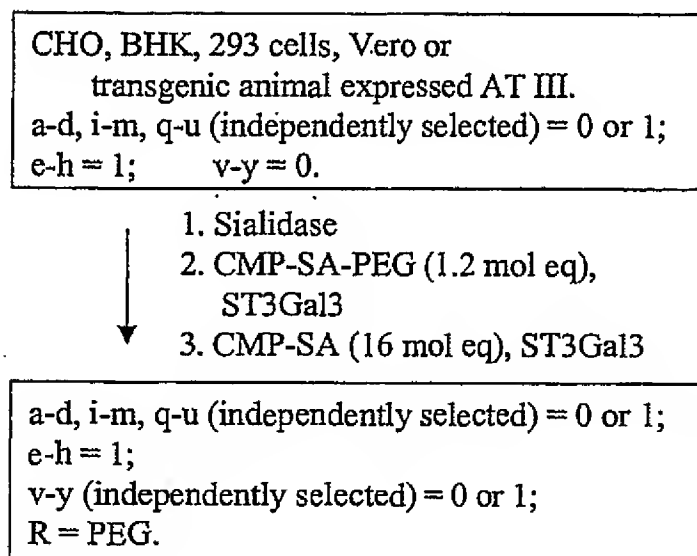 CHO, BHK, 293 cells, Vero or
transgenic animal expressed AT III.
a-d, i-m, q-u (independently selected) = 0 or 1;
e-h = 1; v-y = 0.
1. Sialidase
2. CMP-SA-PEG (1.2 mol eq),
ST3Gal3
3. CMP-SA (16 mol eq), ST3Gal3
a-d, i-m, q-u (independently selected) = 0 or 1;
e-h = 1;
v-y (independently selected) = 0 or 1;
R = PEG.